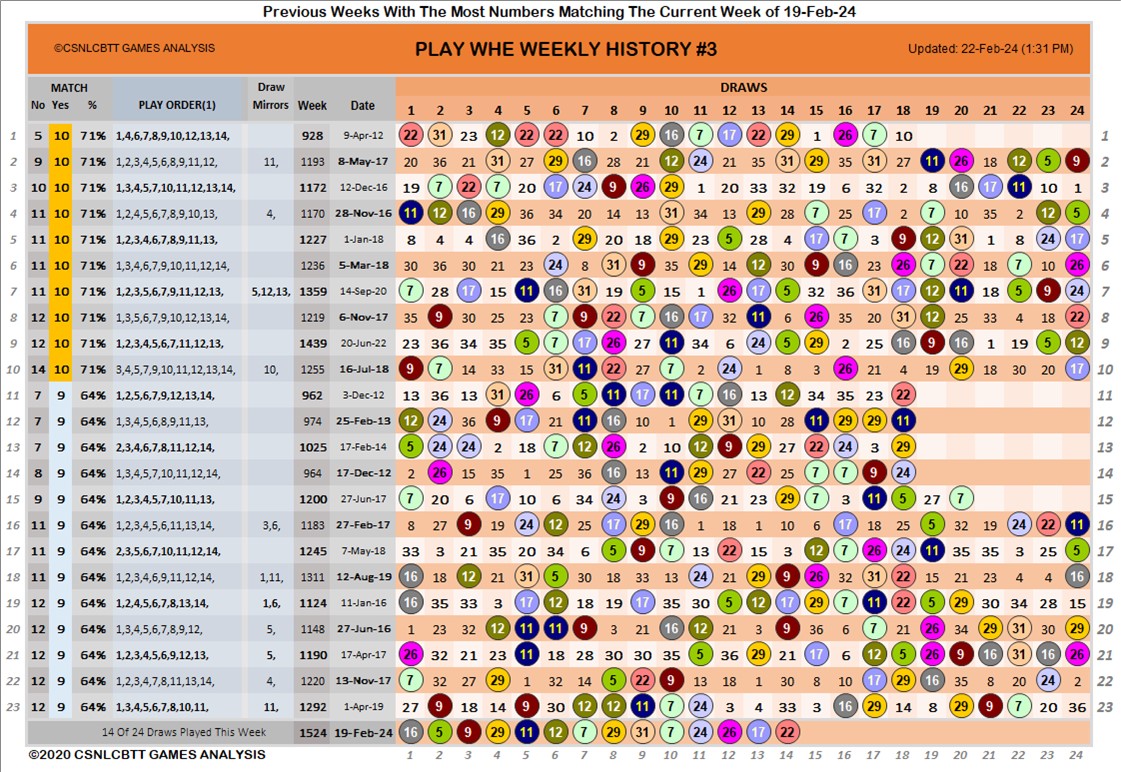 Previous Weeks With The Most Numbers Matching The Current Week of 19-Feb-24
©CSNLCBTT GAMES ANALYSIS PLAY WHE WEEKLY HISTORY #3 Updated: 22-Feb-24 (1:31 PM)
MATCH Draw DRAWS
No Yes % PLAY ORDER(1) Mirrors Week Date 1 2 3 4 5 6 7 8 9 10 11 12 13 14 15 16 17 18 19 20 21 22 23 24
1 5 10 71% 1,4,6,7,8,9,10,12,13,14, 928 9-Apr-12 22 31 23 12 22 22 10 2 29 16 7 17 22 29 1 26 7 10 1
2 9 10 71% 1,2,3,4,5,6,8,9,11,12, 11, 1193 8-May-17 20 36 21 31 27 29 16 28 21 12 24 21 35 31 29 35 31 27 11 26 18 22 5 9 2
3 10 10 71% 1,3,4,5,7,10,11,12,13,14, 1172 12-Dec-16 19 7 22 7 20 17 24 9 26 29 1 20 33 32 19 6 32 2 8 16 17 11 10 1 3
4 11 10 71% 1,2,4,5,6,7,8,9,10,13, 4, 1170 28-Nov-16 11 12 16 29 36 34 20 14 13 31 34 13 29 28 7 25 17 2 7 10 35 2 12 5 4
5 11 10 71% 1,2,3,4,6,7,8,9,11,13, 1227 1-Jan-18 8 4 4 16 36 2 29 20 18 29 23 5 28 4 17 7 3 9 12 31 1 8 24 17 5
6 11 10 71% 1,3,4,6,7,9,10,11,12,14, 1236 5-Mar-18 30 36 30 21 23 24 8 31 9 35 29 14 12 30 9 16 23 26 7 22 18 7 10 26 6
7 11 10 71% 1,2,3,5,6,7,9,11,12,13, 5,12,13, 1359 14-Sep-20 7 28 17 15 11 16 31 19 5 15 1 26 17 5 32 36 31 17 12 11 18 5 9 24 7
8 12 10 71% 1,3,5,6,7,9,10,12,13,14, 1219 6-Nov-17 35 9 30 25 23 7 9 22 7 16 17 32 11 6 26 35 20 31 12 25 33 4 18 22 8
9 12 10 71% 1,2,3,4,5,6,7,11,12,13, 1439 20-Jun-22 23 36 34 35 5 7 17 26 27 11 34 6 24 5 29 2 25 16 9 16 1 19 5 12 9
10 14 10 71% 3,4,5,7,9,10,11,12,13,14, 10, 1255 16-Jul-18 9 7 14 33 15 31 11 22 27 7 2 24 1 8 3 26 21 4 19 29 18 30 20 17 10
11 7 9 64% 1,2,5,6,7,9,12,13,14, 962 3-Dec-12 13 36 13 31 26 6 5 11 17 11 7 16 13 12 34 35 23 22 11
12 7 9 64% 1,3,4,5,6,8,9,11,13, 974 25-Feb-13 12 24 36 9 17 21 11 16 10 1 29 31 10 28 11 29 29 11 12
13 7 9 64% 2,3,4,6,7,8,11,12,14, 1025 17-Feb-14 5 24 24 2 18 7 12 26 2 10 12 9 29 27 22 24 3 29 13
14 8 9 64% 1,3,4,5,7,10,11,12,14, 964 17-Dec-12 2 26 15 35 1 25 36 16 13 11 29 27 22 25 7 7 9 24 14
15 9 9 64% 1,2,3,4,5,7,10,11,13, 1200 27-Jun-17 7 20 6 17 10 6 34 24 3 9 16 21 23 29 7 3 11 5 27 7 15
16 11 9 64% 1,2,3,4,5,6,11,13,14, 3,6, 1183 27-Feb-17 8 27 9 19 24 12 25 17 29 16 1 18 1 10 6 17 18 25 5 32 19 24 22 11 16
17 11 9 64% 2,3,5,6,7,10,11,12,14, 1245 7-May-18 33 3 21 35 20 34 6 5 9 7 13 22 15 3 12 7 26 24 11 35 35 3 25 5 17
18 11 9 64% 1,2,3,4,6,9,11,12,14, 1,11, 1311 12-Aug-19 16 18 12 21 31 5 30 18 33 13 24 21 29 9 26 32 31 22 15 21 23 4 4 16 18
19 12 9 64% 1,2,4,5,6,7,8,13,14, 1,6, 1124 11-Jan-16 16 35 33 3 17 12 18 19 17 35 30 5 12 17 29 7 11 22 5 29 30 34 28 15 19
20 12 9 64% 1,3,4,5,6,7,8,9,12, 5, 1148 27-Jun-16 1 23 32 12 11 11 9 3 21 16 12 21 3 9 36 6 7 21 26 34 29 31 30 29 20
21 12 9 64% 1,2,3,4,5,6,9,12,13, 5, 1190 17-Apr-17 26 32 21 23 11 18 28 30 30 35 5 36 29 21 17 6 12 5 26 9 16 31 16 26 21
22 12 9 64% 1,2,3,4,7,8,11,13,14, 4, 1220 13-Nov-17 7 32 27 29 1 32 14 5 22 9 13 18 1 30 8 10 17 29 16 35 8 20 24 2 22
23 12 9 64% 1,2,3,4,6,7,8,10,11, 11, 1292 1-Apr-19 27 9 18 14 9 30 12 12 11 7 24 3 4 33 3 16 29 14 8 29 9 7 20 36 23
14 Of 24 Draws Played This Week 1524 19-Feb-24 16 5 9 29 11 12 7 29 31 7 24 26 17 22
©2020 CSNLCBTT GAMES ANALYSIS 1 2 3 4 5 6 7 8 9 10 11 12 13 14 15 16 17 18 19 20 21 22 23 24